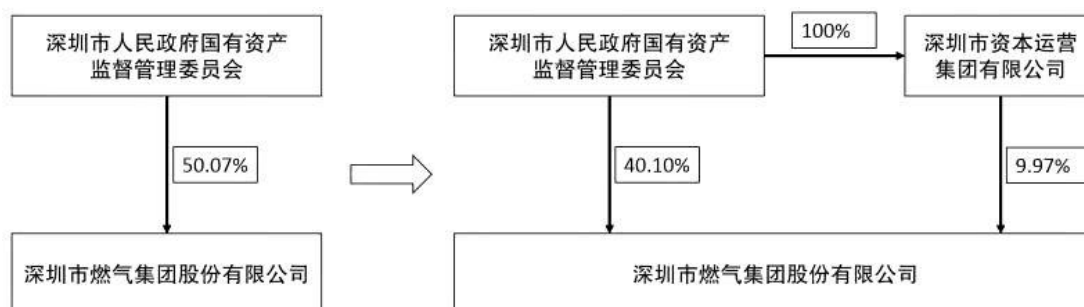 深圳市人民政府国有资产
监督管理委员会
50.07%
深圳市燃气集团股份有限公司
深圳市人民政府国有资产
监督管理委员会
100%
深圳市资本运营
集团有限公司
40.10%
9.97%
深圳市燃气集团股份有限公司